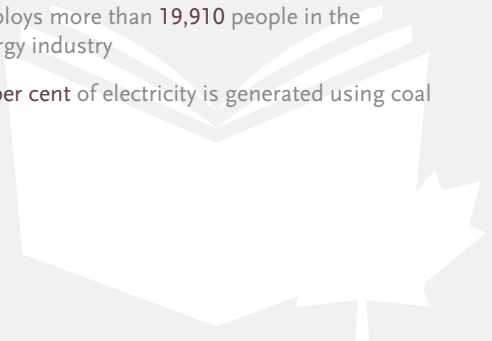 ploys more than 19,910 people in the
rgy industry
per cent of electricity is generated using coal